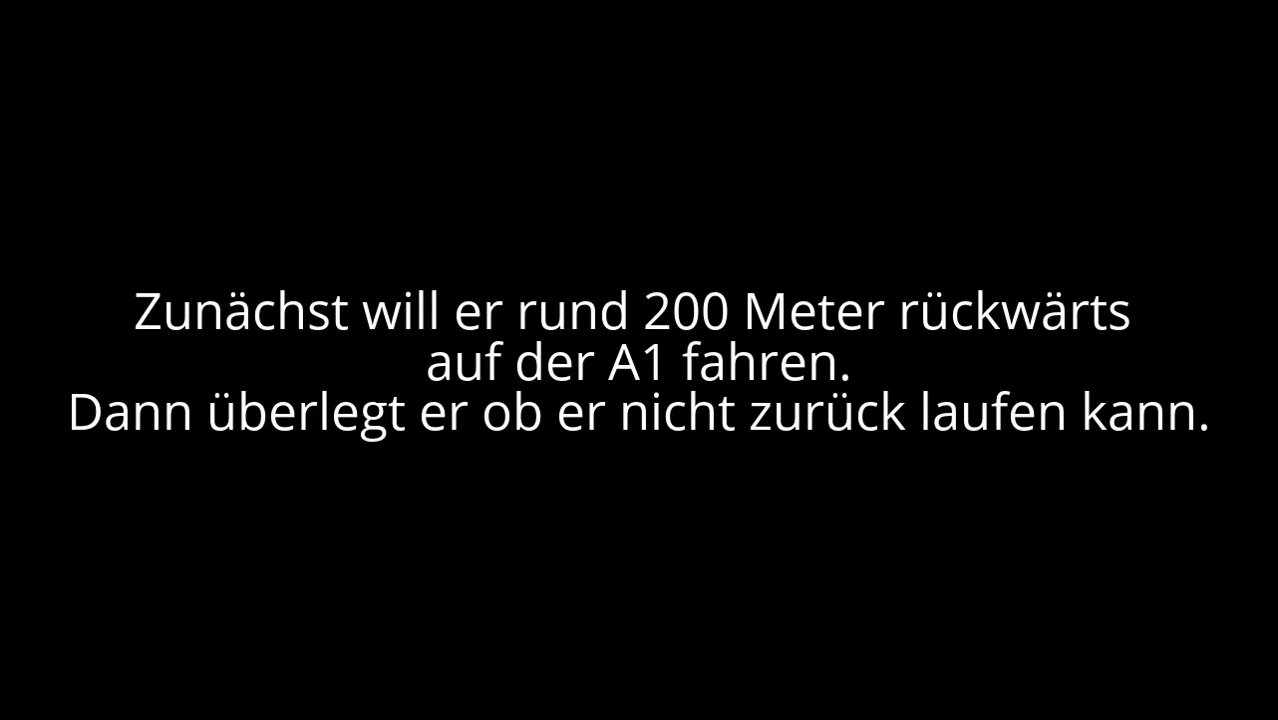 Zunächst will er rund 200 Meter rückwärts
auf der A1 fahren.
Dann überlegt er ob er nicht zurück laufen kann.